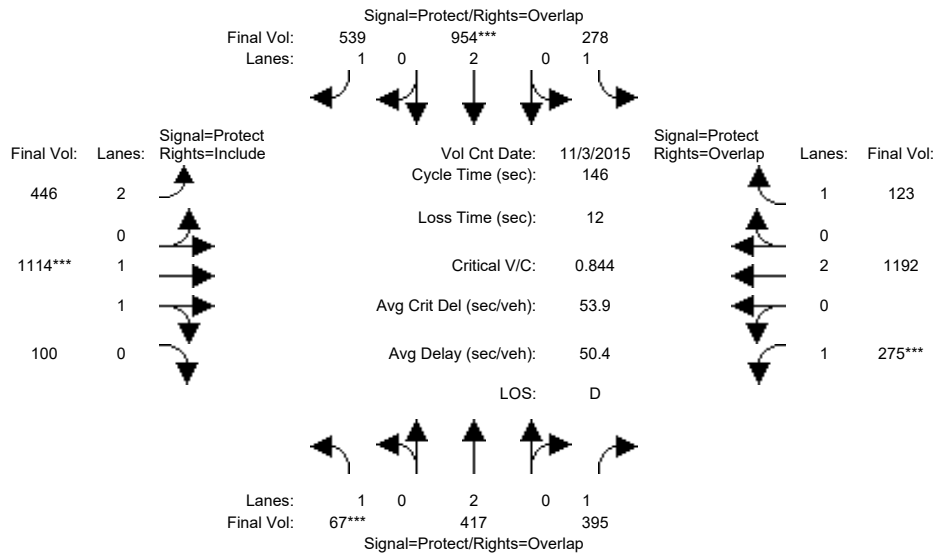 Signal=Protect/Rights=Overlap
Final Vol: 539 954*** 278
Lanes: 1 0 2 0 1
Signal=Protect
Final Vol: Lanes: Rights=Include
Vol Cnt Date: 11/3/2015
Signal=Protect
Rights=Overlap Lanes: Final Vol:
Cycle Time (sec): 146
446 2
1 123
Loss Time (sec): 12
0
0
1114*** 1
Critical V/C: 0.844
2 1192
1
Avg Crit Del (sec/veh): 53.9
0
100 0
Avg Delay (sec/veh): 50.4
1 275***
LOS: D
Lanes: 1 0 2 0 1
Final Vol: 67*** 417 395
Signal=Protect/Rights=Overlap